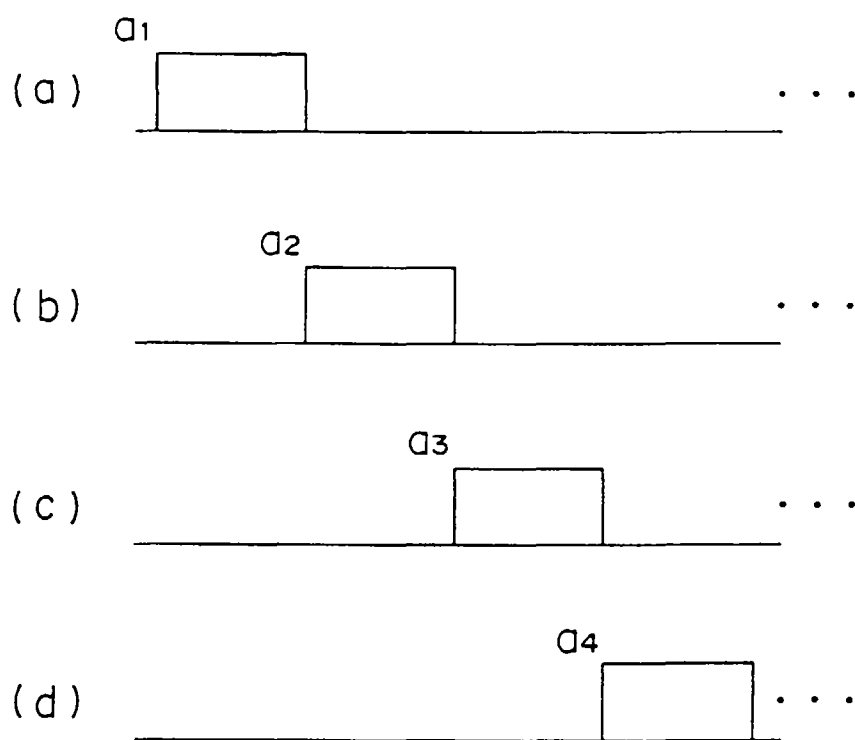 a1
(a) . . .
a2
(b) . . .
a3
(c) . . .
a4
(d) . . .